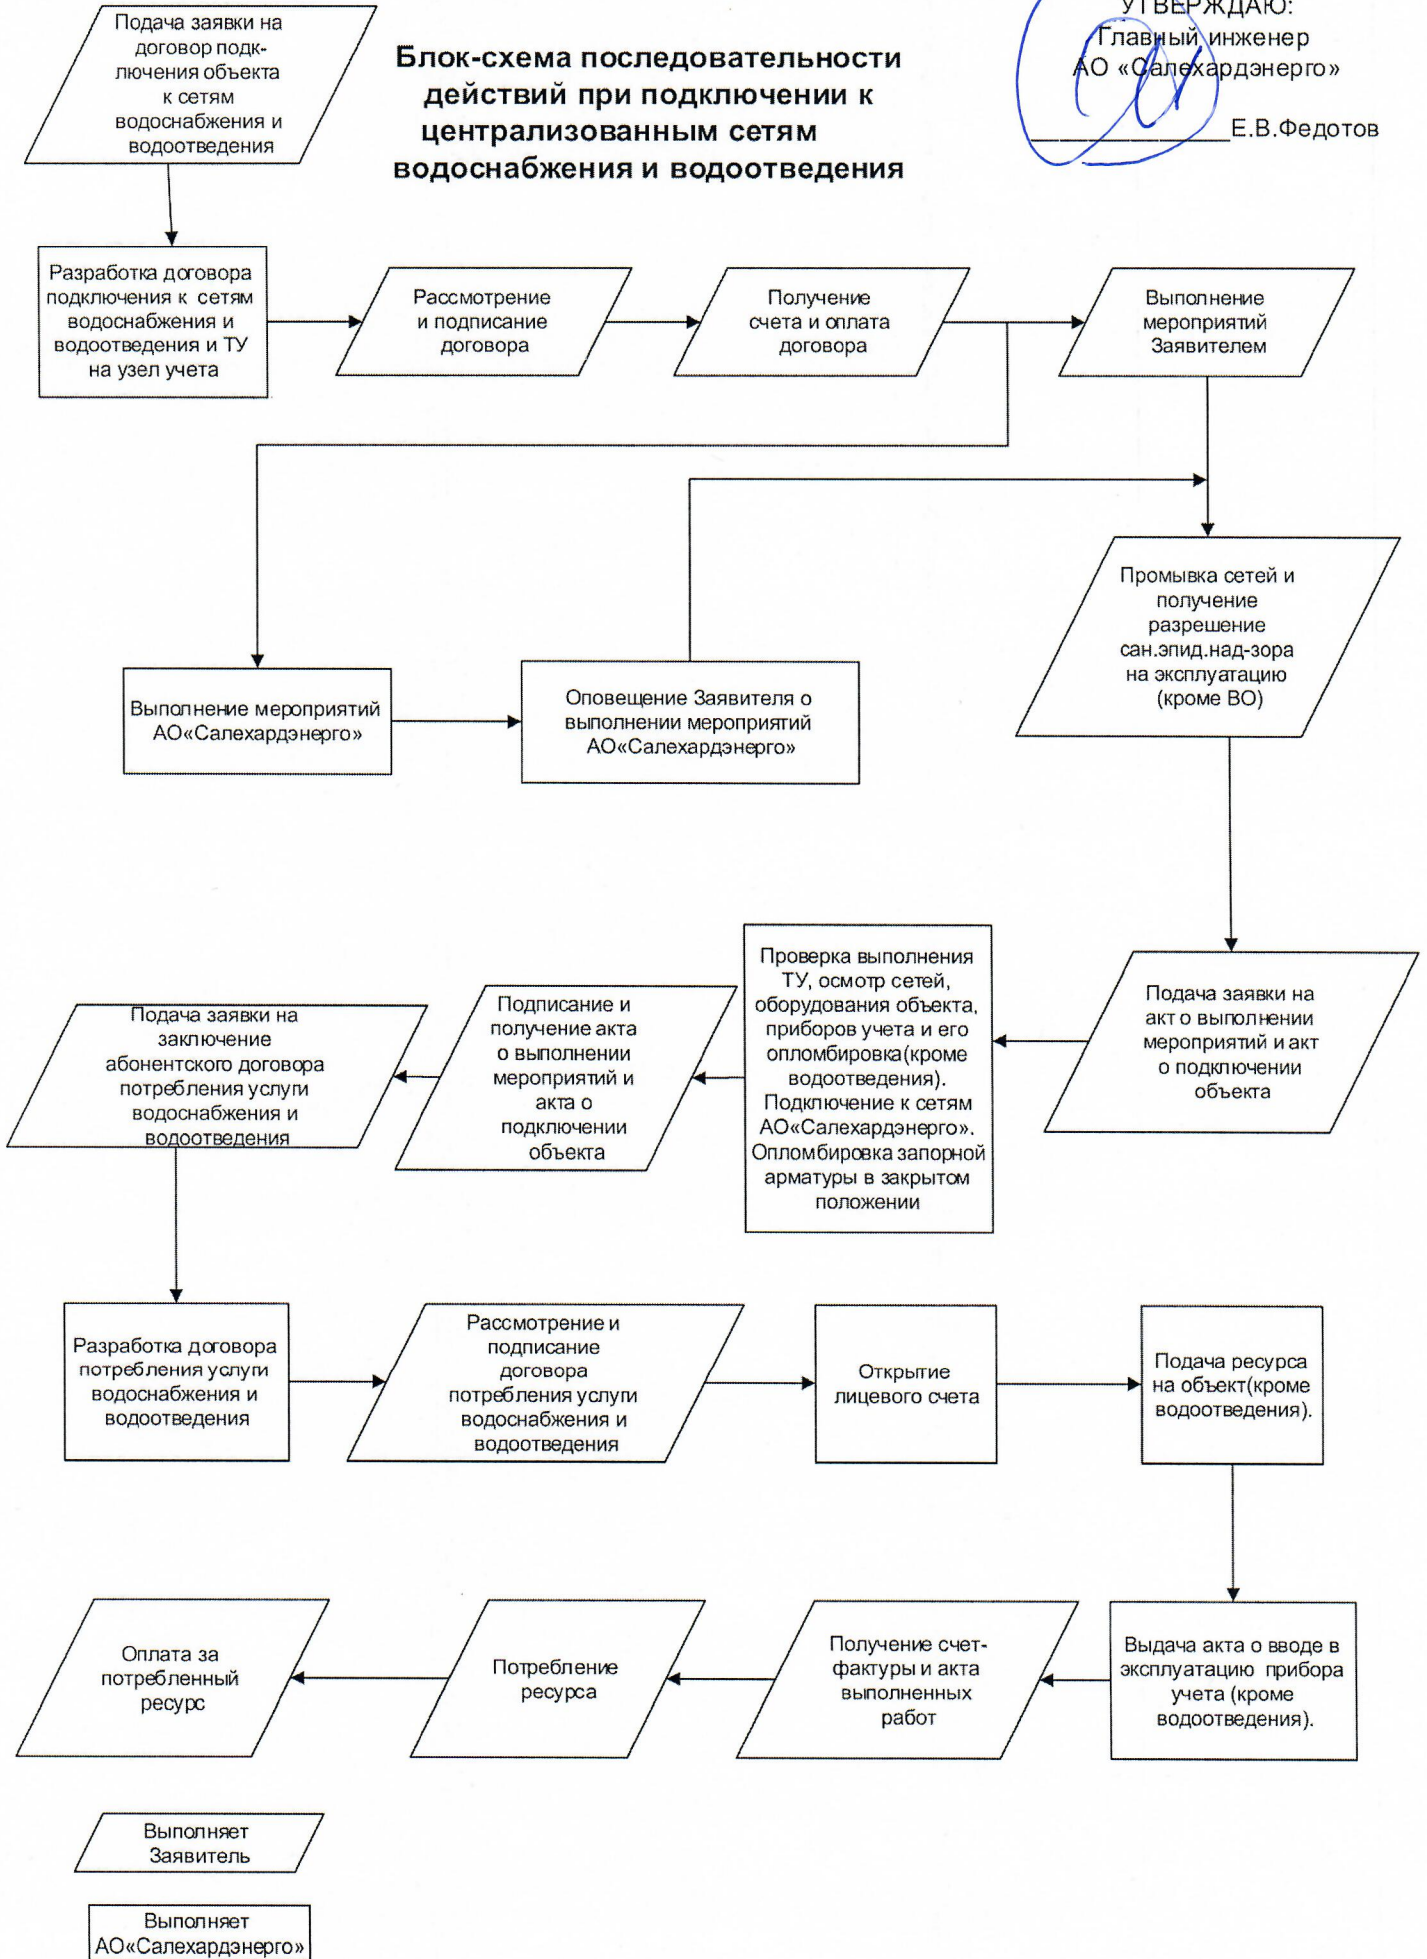 Подача заявки на
договор подк-
лючения объекта
к сетям
водоснабжения и
водоотведения
Блок-схема последовательности
действий при подключении к
централизованным сетям
водоснабжения и водоотведения
УТВЕРЖДАЮ:
Главный инженер
АО «Салехардэнерго»
_______________Е.В.Федотов
Разработка договора
подключения к сетям
водоснабжения и
водоотведения и ТУ
на узел учета
Рассмотрение
и подписание
договора
Получение
счета и оплата
договора
Выполнение
мероприятий
Заявителем
Выполнение мероприятий
АО«Салехардэнерго»
Оповещение Заявителя о
выполнении мероприятий
АО«Салехардэнерго»
Промывка сетей и
получение
разрешение
сан.эпид.над-зора
на эксплуатацию
(кроме ВО)
Подача заявки на
акт о выполнении
мероприятий и акт
о подключении
объекта
Проверка выполнения
ТУ, осмотр сетей,
оборудования объекта,
приборов учета и его
опломбировка(кроме
водоотведения).
Подключение к сетям
АО«Салехардэнерго».
Опломбировка запорной
арматуры в закрытом
положении
Подписание и
получение акта
о выполнении
мероприятий и
акта о
подключении
объекта
Подача заявки на
заключение
абонентского договора
потребления услуги
водоснабжения и
водоотведения
Разработка договора
потребления услуги
водоснабжения и
водоотведения
Рассмотрение и
подписание
договора
потребления услуги
водоснабжения и
водоотведения
Открытие
лицевого счета
Подача ресурса
на объект(кроме
водоотведения).
Выдача акта о вводе в
эксплуатацию прибора
учета (кроме
водоотведения).
Получение счет-
фактуры и акта
выполненных
работ
Потребление
ресурса
Оплата за
потребленный
ресурс
Выполняет
Заявитель
Выполняет
АО«Салехардэнерго»